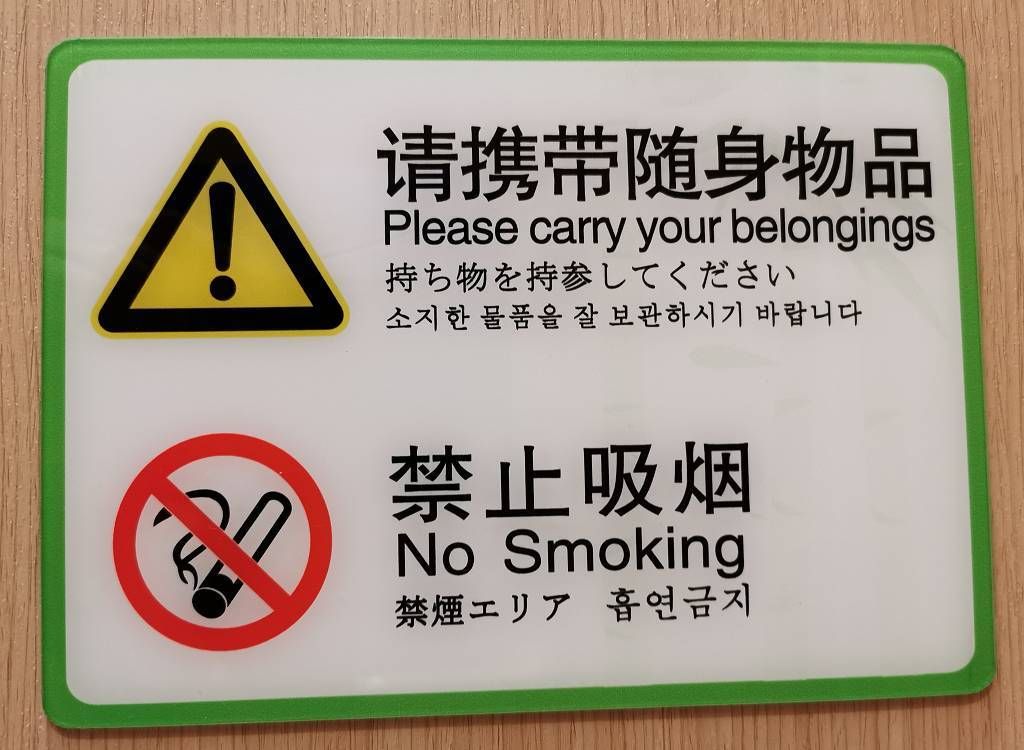 请携带随身物品
Please carry your belongings
持ち物を持参してください
소지한 물품을 잘 보관하시기 바랍니다
禁止吸烟
No Smoking
禁煙エリア 흡연금지